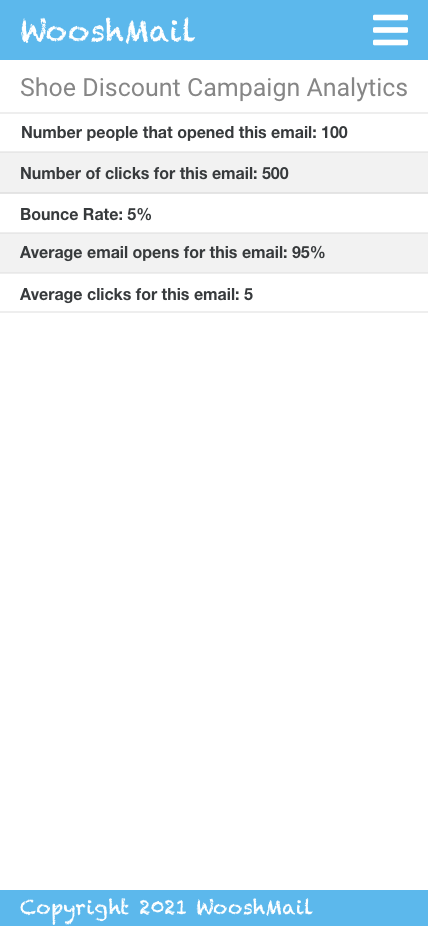 WooshMail
Shoe Discount Campaign Analytics
Number people that opened this email: 100
Number of clicks for this email: 500
Bounce Rate: 5%
Average email opens for this email: 95%
Average clicks for this email: 5
Copyright 2021 WooshMail